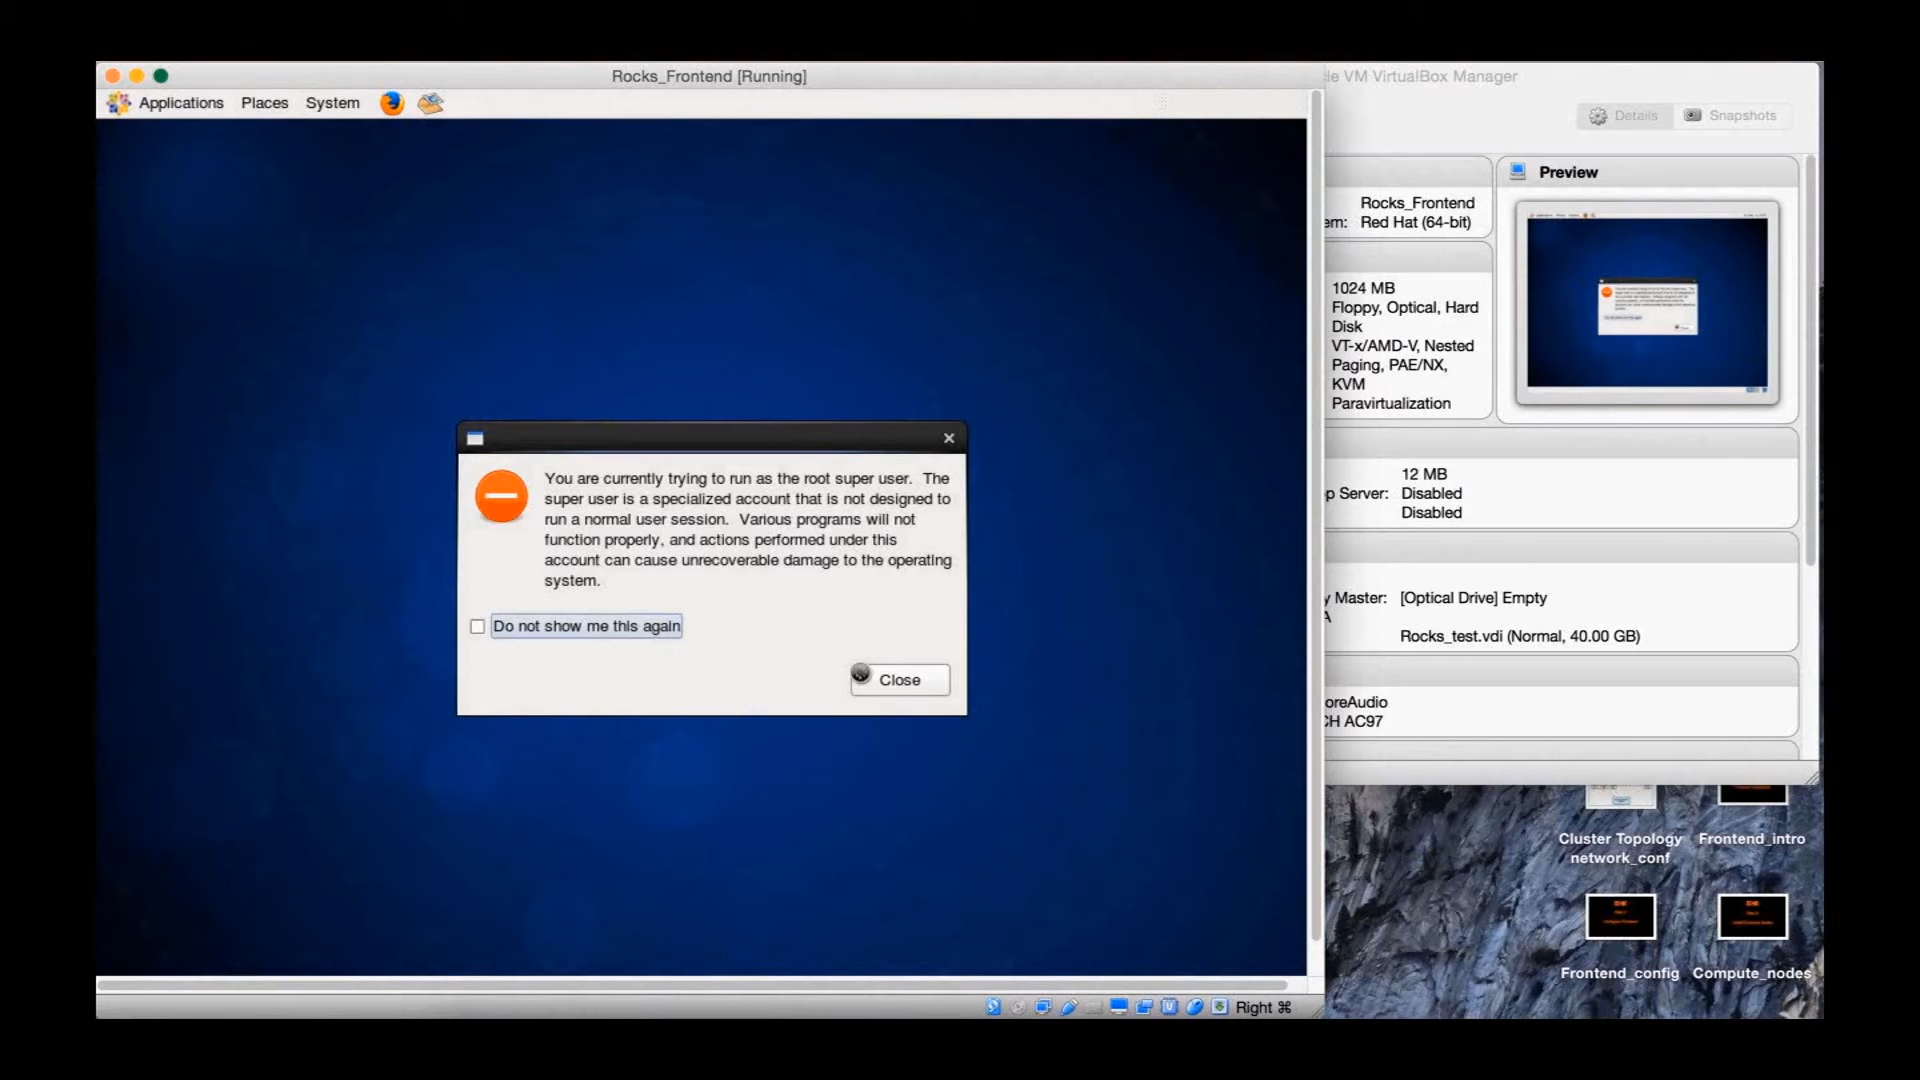 Rocks_Frontend [Running]
Applications Places System
You are currently trying to run as the root super user.  The
super user is a specialized account that is not designed to
run a normal user session.  Various programs will not
function properly, and actions performed under this
account can cause unrecoverable damage to the operating
system.
Do not show me this again
Close
Right ⌘
le VM VirtualBox Manager
Details Snapshots
Rocks_Frontend
em: Red Hat (64-bit)
1024 MB
Floppy, Optical, Hard
Disk
VT-x/AMD-V, Nested
Paging, PAE/NX,
KVM
Paravirtualization
Preview
12 MB
p Server: Disabled
Disabled
y Master: [Optical Drive] Empty
A
Rocks_test.vdi (Normal, 40.00 GB)
oreAudio
CH AC97
Cluster Topology
network_conf
Frontend_intro
Frontend_config
Compute_nodes